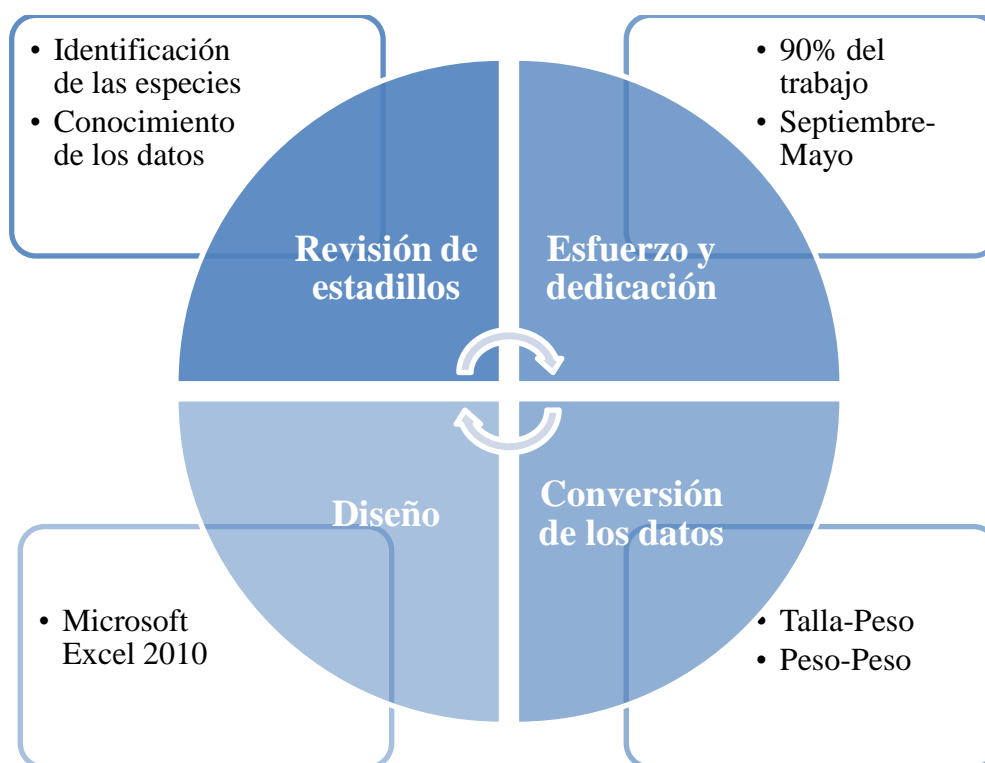 • Identificación
de las especies
• Conocimiento
de los datos
• 90% del
trabajo
• Septiembre-
Mayo
Revisión de
estadillos
Esfuerzo y
dedicación
Diseño
Conversión
de los datos
• Microsoft
Excel 2010
• Talla-Peso
• Peso-Peso